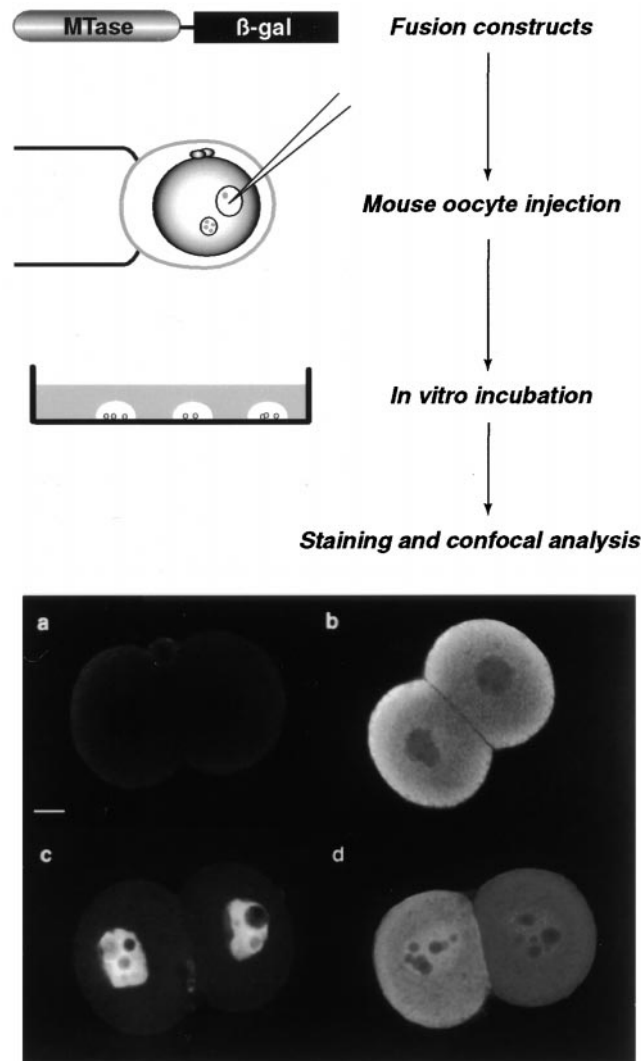 MTase ß-gal Fusion constructs
Mouse oocyte injection
In vitro incubation
Staining and confocal analysis
a b
c d